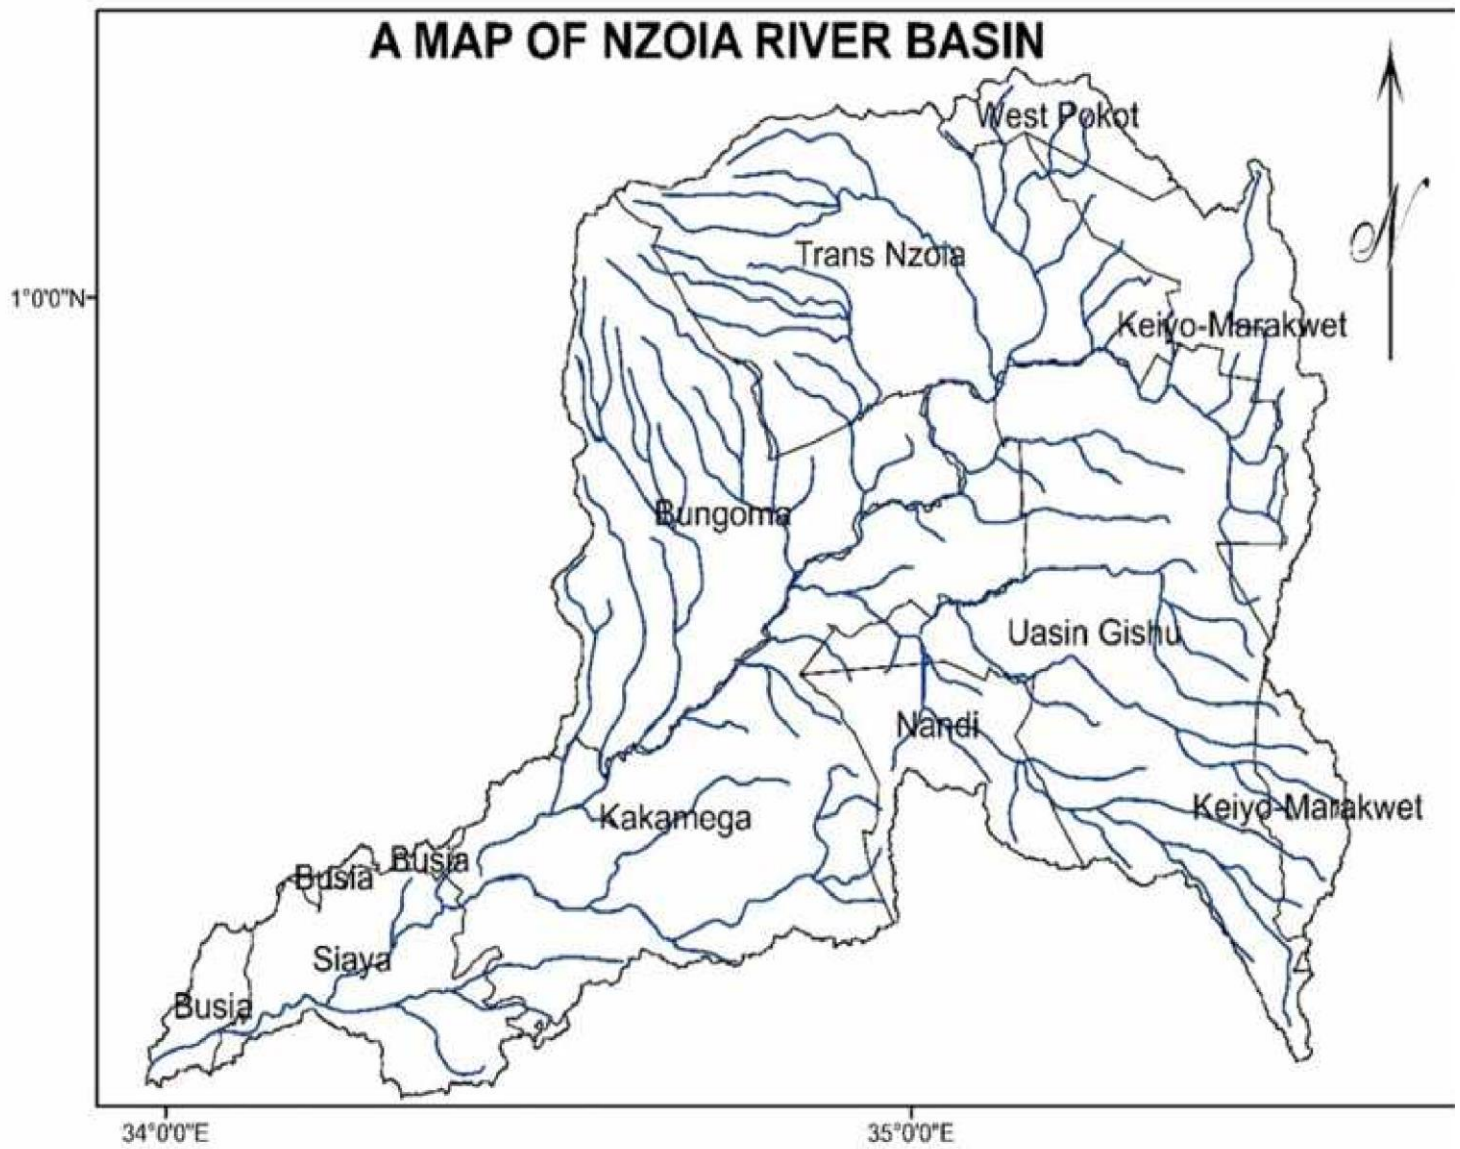 A MAP OF NZOIA RIVER BASIN
West Pokot
N
Trans Nzoia
1°0'0"N
Keiyo-Marakwet
Bungoma
Uasin Gishu
Nandi
Keiyo-Marakwet
Kakamega
Busia
Busia
Siaya
Busia
34°0'0"E
35°0'0"E